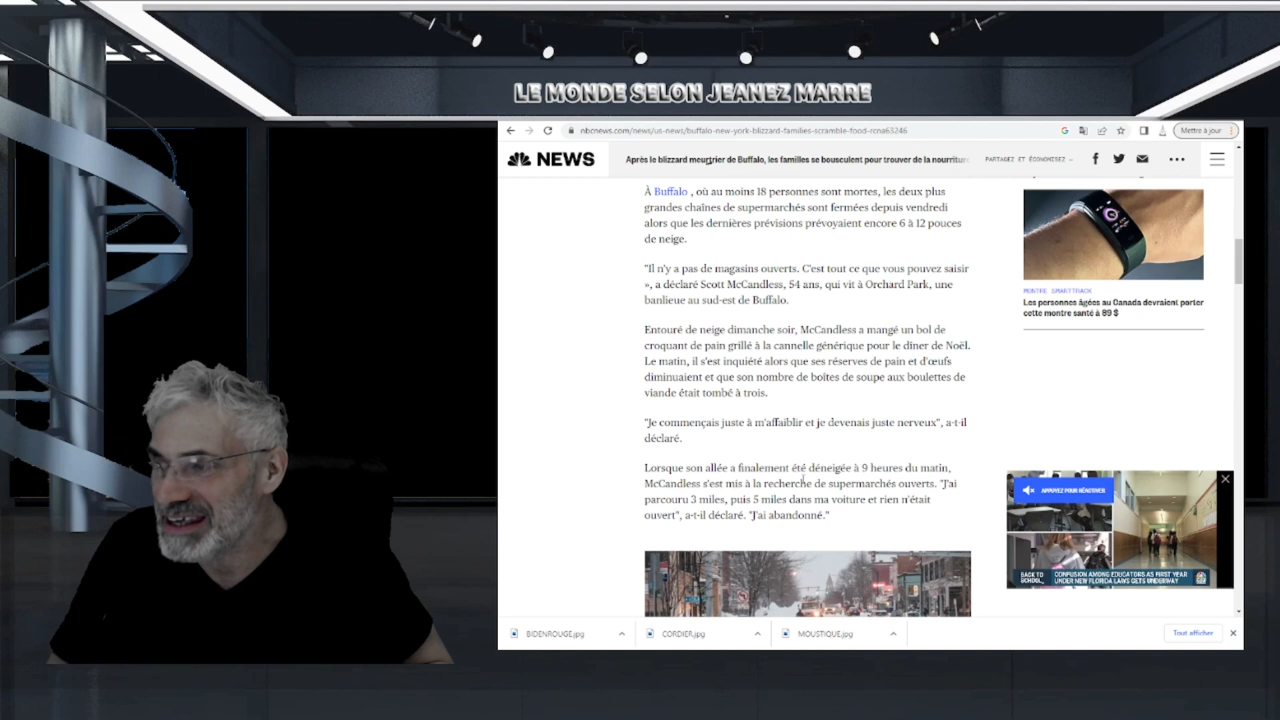 LE MONDE SELON JEANEZ MARRE
nbcnews.com/news/us-news/buffalo-new-york-blizzard-families-scramble-food-rcna63246
Mettre à jour
NEWS
Après le blizzard meurtrier de Buffalo, les familles se bousculent pour trouver de la nourriture
PARTAGEZ ET ÉCONOMISEZ
À Buffalo , où au moins 18 personnes sont mortes, les deux plus
grandes chaînes de supermarchés sont fermées depuis vendredi
alors que les dernières prévisions prévoyaient encore 6 à 12 pouces
de neige.
"Il n'y a pas de magasins ouverts. C'est tout ce que vous pouvez saisir
», a déclaré Scott McCandless, 54 ans, qui vit à Orchard Park, une
banlieue au sud-est de Buffalo.
Entouré de neige dimanche soir, McCandless a mangé un bol de
croquant de pain grillé à la cannelle générique pour le dîner de Noël.
Le matin, il s'est inquiété alors que ses réserves de pain et d'œufs
diminuaient et que son nombre de boîtes de soupe aux boulettes de
viande était tombé à trois.
"Je commençais juste à m'affaiblir et je devenais juste nerveux", a-t-il
déclaré.
Lorsque son allée a finalement été déneigée à 9 heures du matin,
McCandless s'est mis à la recherche de supermarchés ouverts. "J'ai
parcouru 3 miles, puis 5 miles dans ma voiture et rien n'était
ouvert", a-t-il déclaré. "J'ai abandonné."
MONTRE SMARTTRACK
Les personnes âgées au Canada devraient porter
cette montre santé à 89 $
APPUYEZ POUR RÉACTIVER
BACK TO
SCHOOL
CONFUSION AMONG EDUCATORS AS FIRST YEAR
UNDER NEW FLORIDA LAWS GETS UNDERWAY
BIDENROUGE.jpg
CORDIER.jpg
MOUSTIQUE.jpg
Tout afficher